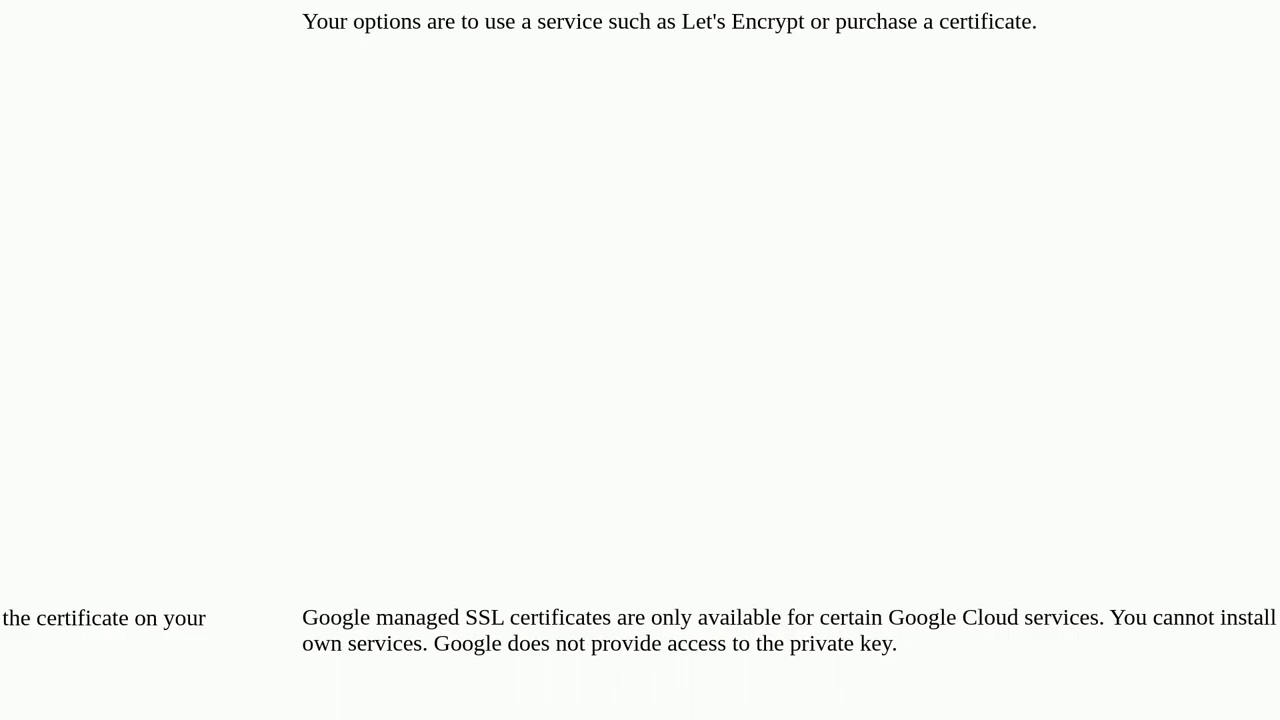 Your options are to use a service such as Let's Encrypt or purchase a certificate.
Google managed SSL certificates are only available for certain Google Cloud services. You cannot install
the certificate on your
own services. Google does not provide access to the private key.